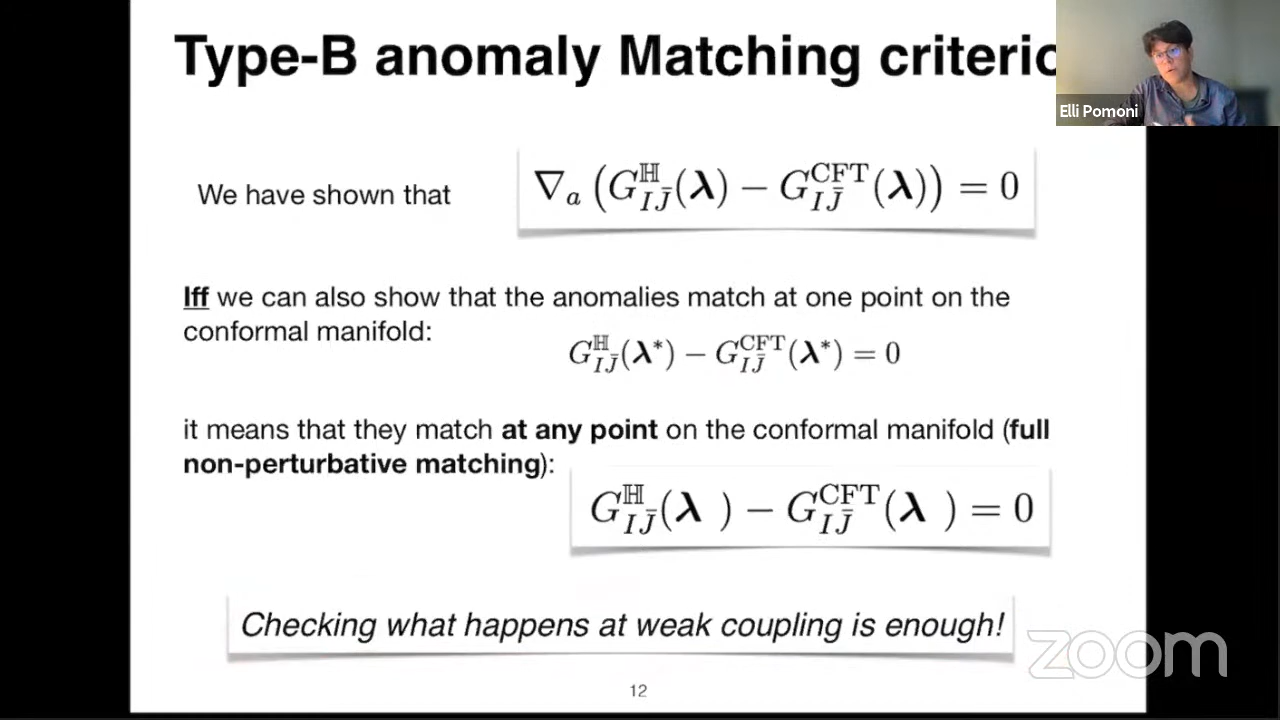 Type-B anomaly Matching criterio
Elli Pomoni
We have shown that
∇ₐ (G^ℍ_{IJ̄}(λ) − G^CFT_{IJ̄}(λ)) = 0
Iff we can also show that the anomalies match at one point on the
conformal manifold:
G^ℍ_{IJ̄}(λ*) − G^CFT_{IJ̄}(λ*) = 0
it means that they match at any point on the conformal manifold (full
non-perturbative matching):
G^ℍ_{IJ̄}(λ ) − G^CFT_{IJ̄}(λ ) = 0
Checking what happens at weak coupling is enough!
zoom
12